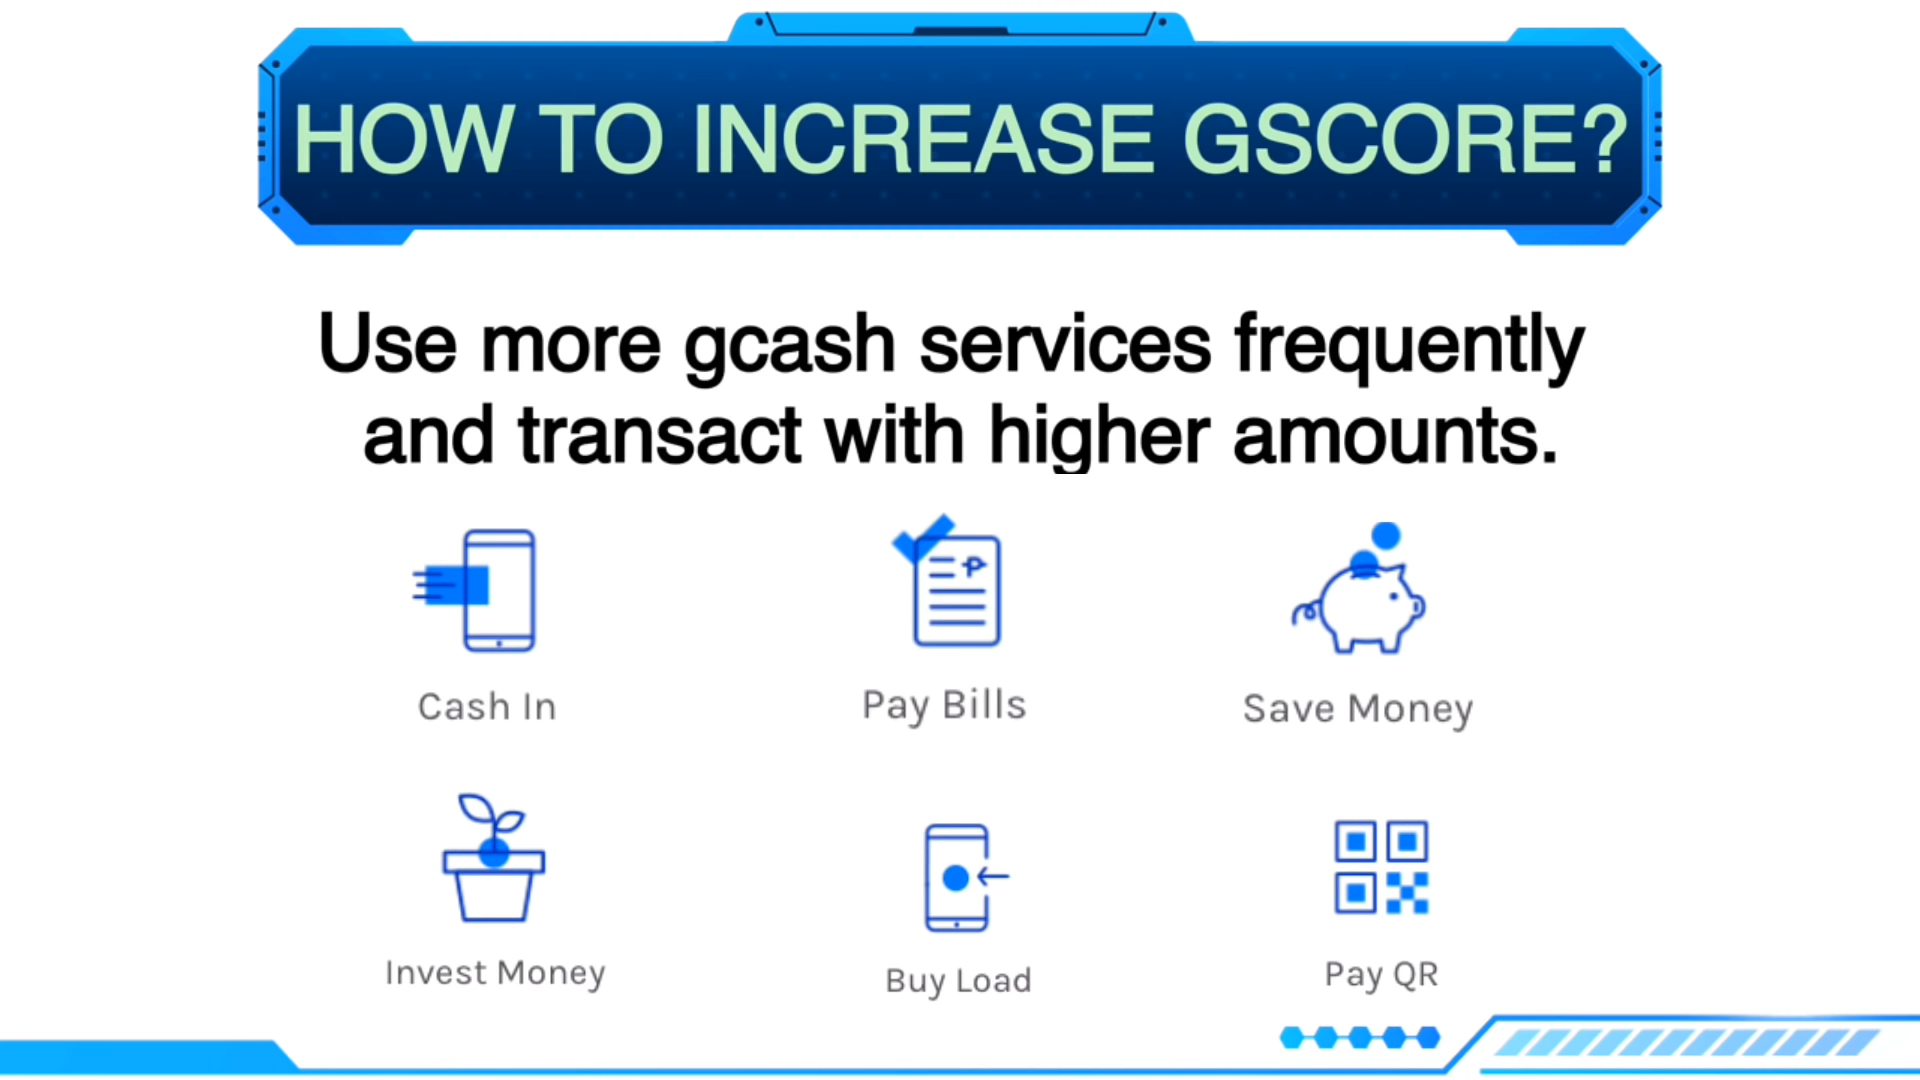 HOW TO INCREASE GSCORE?
Use more gcash services frequently
and transact with higher amounts.
Cash In
Pay Bills
Save Money
Invest Money
Buy Load
Pay QR